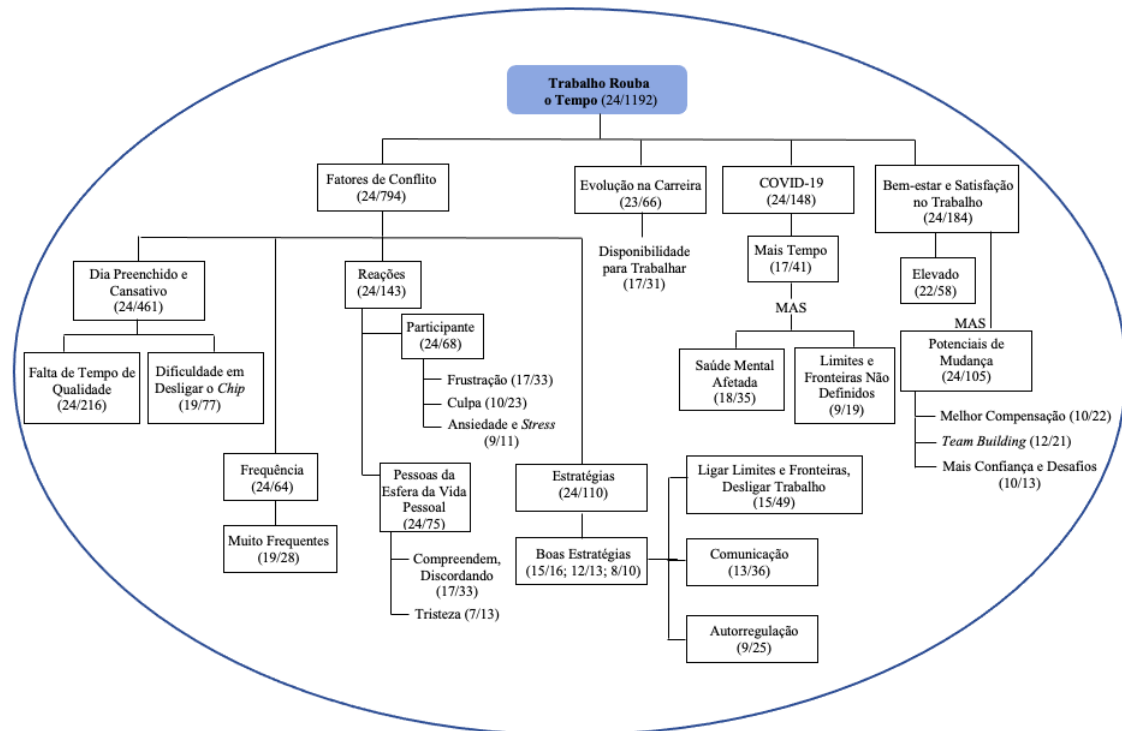 Trabalho Rouba
o Tempo (24/1192)
Fatores de Conflito
(24/794)
Evolução na Carreira
(23/66)
COVID-19
(24/148)
Bem-estar e Satisfação
no Trabalho
(24/184)
Dia Preenchido e
Cansativo
(24/461)
Reações
(24/143)
Disponibilidade
para Trabalhar
(17/31)
Mais Tempo
(17/41)
Elevado
(22/58)
MAS
MAS
Participante
(24/68)
Potenciais de
Mudança
(24/105)
Falta de Tempo de
Qualidade
(24/216)
Dificuldade em
Desligar o Chip
(19/77)
Saúde Mental
Afetada
(18/35)
Limites e
Fronteiras Não
Definidos
(9/19)
Frustração (17/33)
Culpa (10/23)
Ansiedade e Stress
(9/11)
Melhor Compensação (10/22)
Team Building (12/21)
Mais Confiança e Desafios
(10/13)
Frequência
(24/64)
Pessoas da
Esfera da Vida
Pessoal
(24/75)
Estratégias
(24/110)
Ligar Limites e Fronteiras,
Desligar Trabalho
(15/49)
Muito Frequentes
(19/28)
Boas Estratégias
(15/16; 12/13; 8/10)
Comunicação
(13/36)
Compreendem,
Discordando
(17/33)
Tristeza (7/13)
Autorregulação
(9/25)